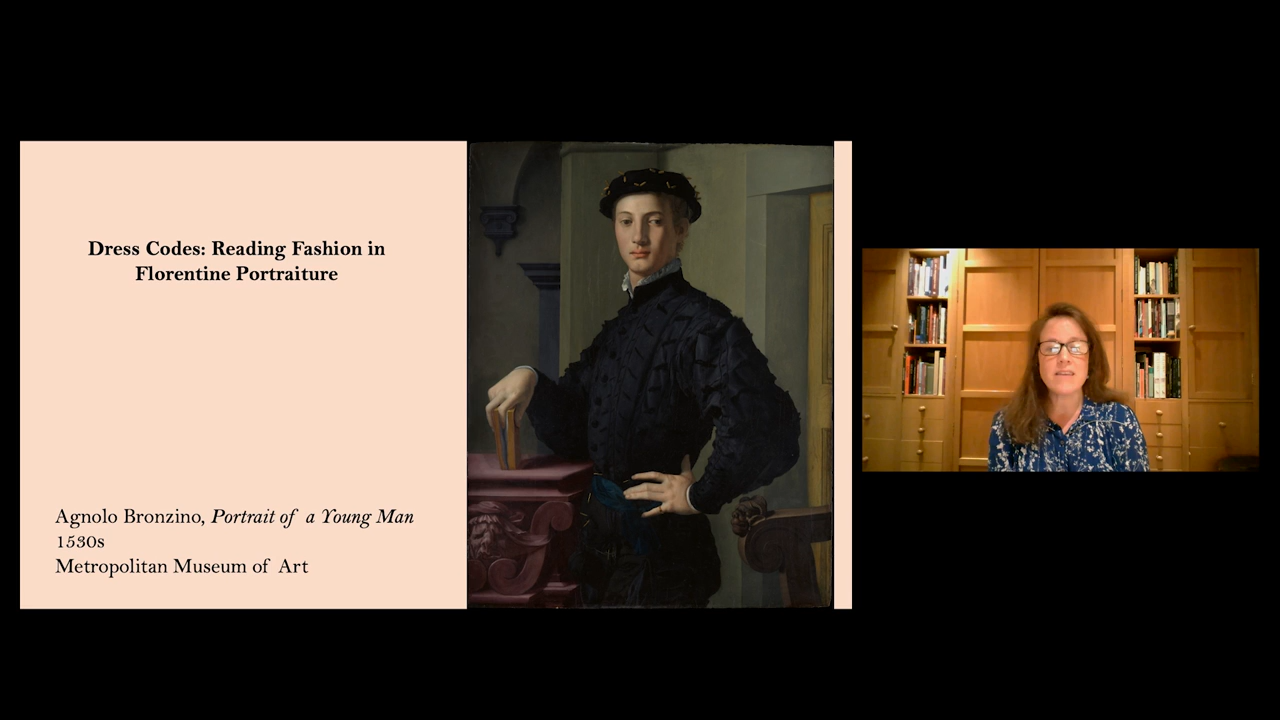 Dress Codes: Reading Fashion in
Florentine Portraiture
Agnolo Bronzino, Portrait of a Young Man
1530s
Metropolitan Museum of Art